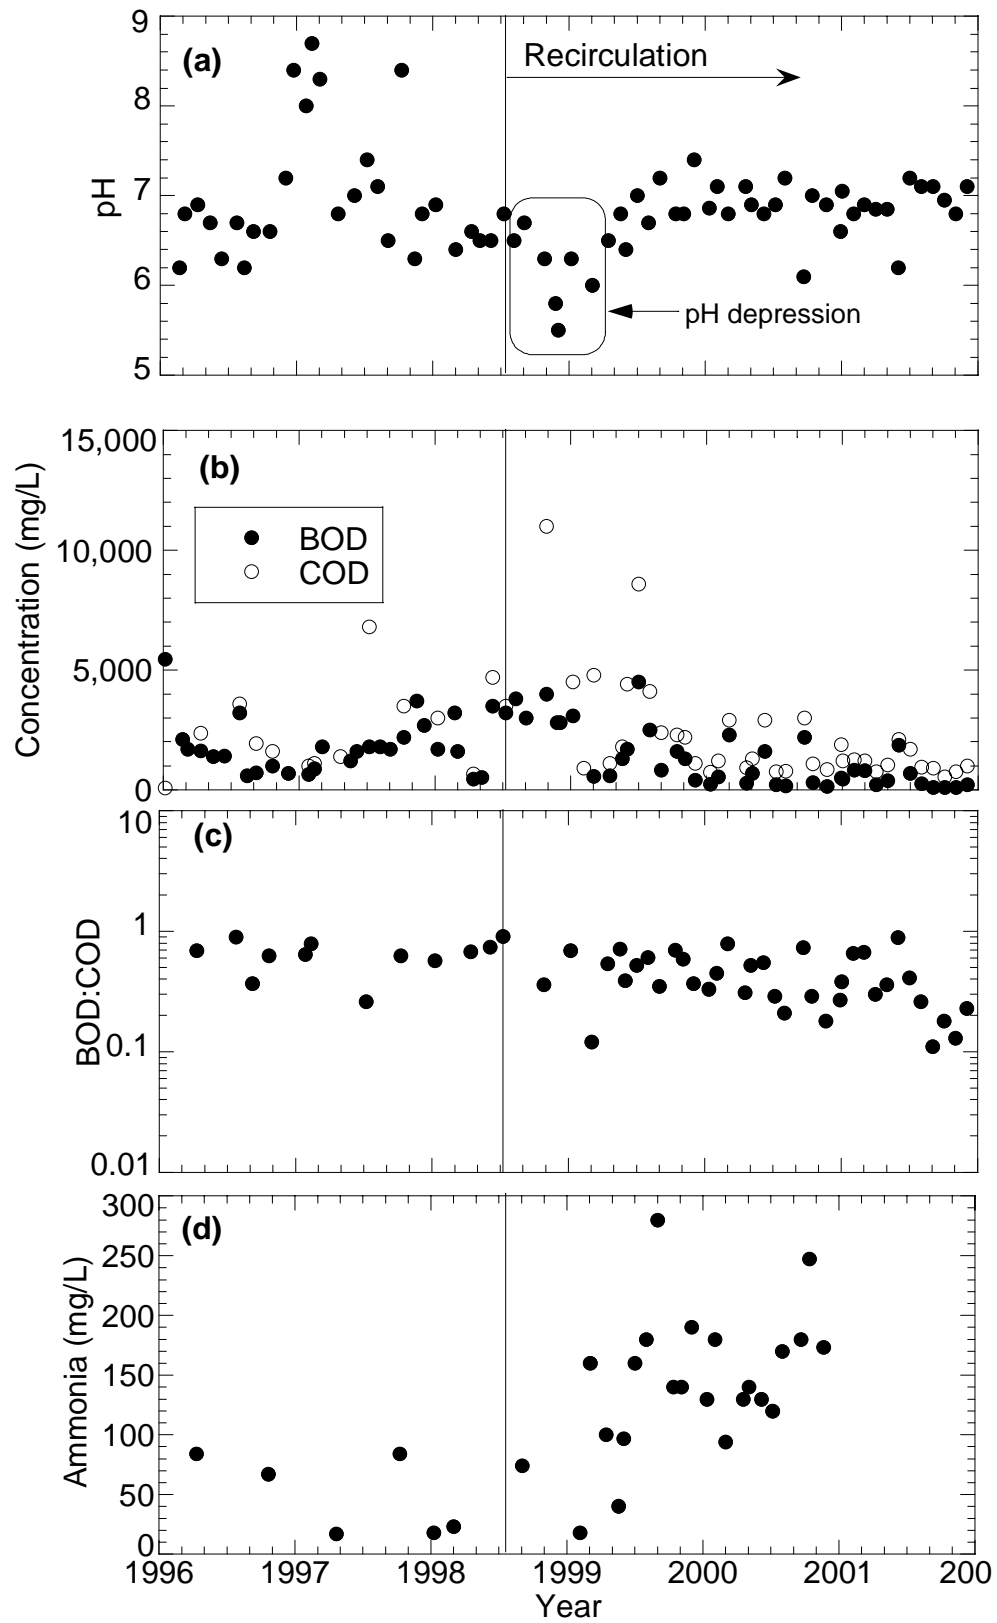 9
(a)
Recirculation
8
7
pH
6
pH depression
5
15,000
(b)
BOD
10,000
COD
Concentration (mg/L)
5,000
0
10
(c)
1
BOD:COD
0.1
0.01
300
(d)
250
200
Ammonia (mg/L)
150
100
50
0
1996 1997 1998 1999 2000 2001 200
Year